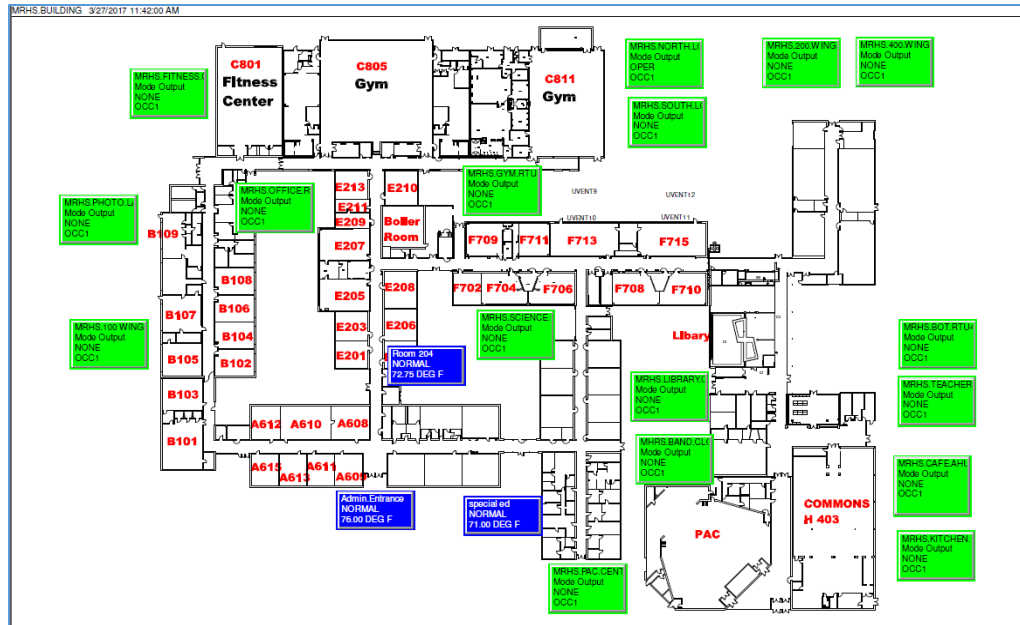 MRHS.BUILDING 3/27/2017 11:42:00 AM
MRHS.NORTH.L(
Mode Output
OPER
OCC1
MRHS.200.WING
Mode Output
NONE
OCC1
MRHS.400.WING
Mode Output
NONE
OCC1
C801
Fitness
Center
C805
Gym
C811
Gym
MRHS.FITNESS.(
Mode Output
NONE
OCC1
MRHS.SOUTH.L(
Mode Output
NONE
OCC1
MRHS.OFFICE.R
Mode Output
NONE
OCC1
E213
E211
E209
E207
E210
Boiler
Room
MRHS.GYM.RTU
Mode Output
NONE
OCC1
UVENT9
UVENT12
UVENT10
UVENT11
MRHS.PHOTO.L
Mode Output
NONE
OCC1
B109
F709
F711
F713
F715
B108
B106
B104
B102
B107
B105
B103
B101
E205
E203
E201
E208
E206
F702
F704
F706
F708
F710
MRHS.100.WING
Mode Output
NONE
OCC1
MRHS.SCIENCE.
Mode Output
NONE
OCC1
Libary
MRHS.BOT.RTU4
Mode Output
NONE
OCC1
Room 204
NORMAL
72.75 DEG F
MRHS.LIBRARY.(
Mode Output
NONE
OCC1
MRHS.TEACHER
Mode Output
NONE
OCC1
A612
A610
A608
MHRS.BAND.CL(
Mode Output
NONE
OCC1
A615
A613
A611
A609
MRHS.CAFE.AHU
Mode Output
NONE
OCC1
Admin.Entrance
NORMAL
76.00 DEG F
special ed
NORMAL
71.00 DEG F
COMMONS
H 403
PAC
MRHS.KITCHEN.
Mode Output
NONE
OCC1
MRHS.PAC.CENT
Mode Output
NONE
OCC1